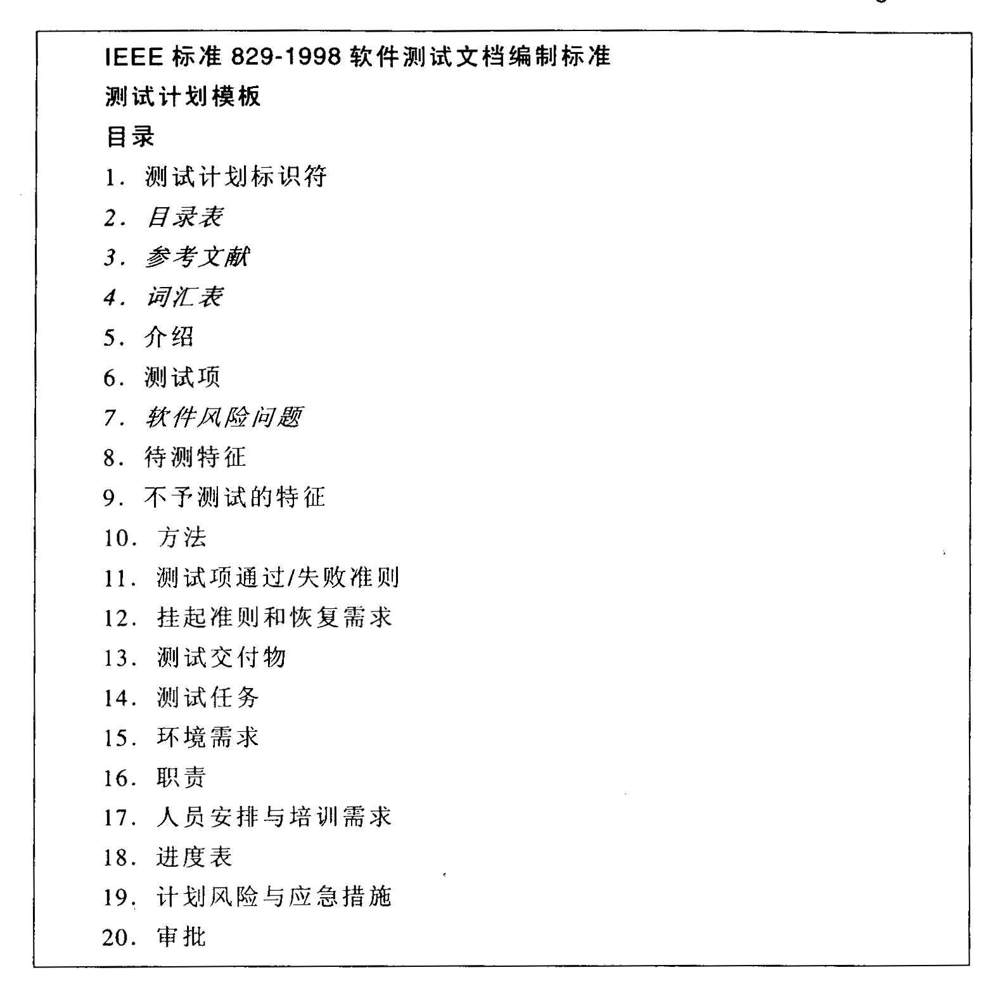 IEEE 标准 829-1998 软件测试文档编制标准
测试计划模板
目录
1. 测试计划标识符
2. 目录表
3. 参考文献
4. 词汇表
5. 介绍
6. 测试项
7. 软件风险问题
8. 待测特征
9. 不予测试的特征
10. 方法
11. 测试项通过/失败准则
12. 挂起准则和恢复需求
13. 测试交付物
14. 测试任务
15. 环境需求
16. 职责
17. 人员安排与培训需求
18. 进度表
19. 计划风险与应急措施
20. 审批